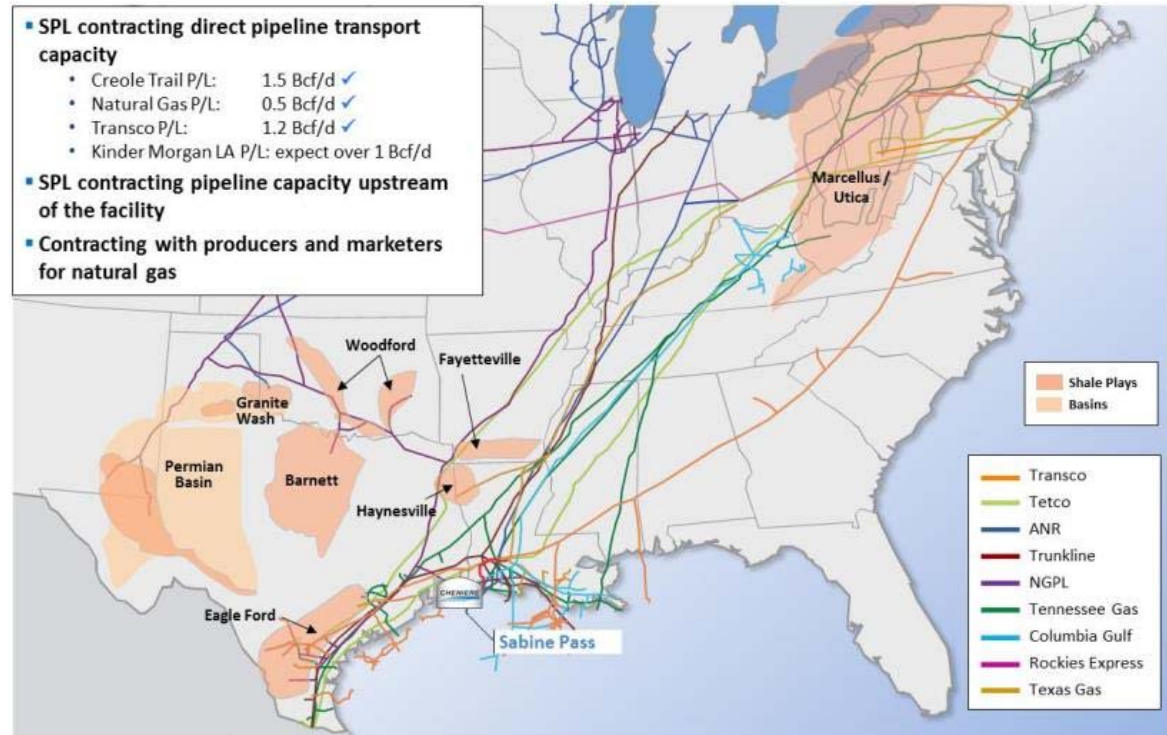 ▪ SPL contracting direct pipeline transport
capacity
• Creole Trail P/L: 1.5 Bcf/d ✓
• Natural Gas P/L: 0.5 Bcf/d ✓
• Transco P/L: 1.2 Bcf/d ✓
• Kinder Morgan LA P/L: expect over 1 Bcf/d
▪ SPL contracting pipeline capacity upstream
of the facility
▪ Contracting with producers and marketers
for natural gas
Marcellus /
Utica
Woodford
Fayetteville
Granite
Wash
Permian
Basin
Barnett
Haynesville
Eagle Ford
CHENIERE
Sabine Pass
Shale Plays
Basins
Transco
Tetco
ANR
Trunkline
NGPL
Tennessee Gas
Columbia Gulf
Rockies Express
Texas Gas